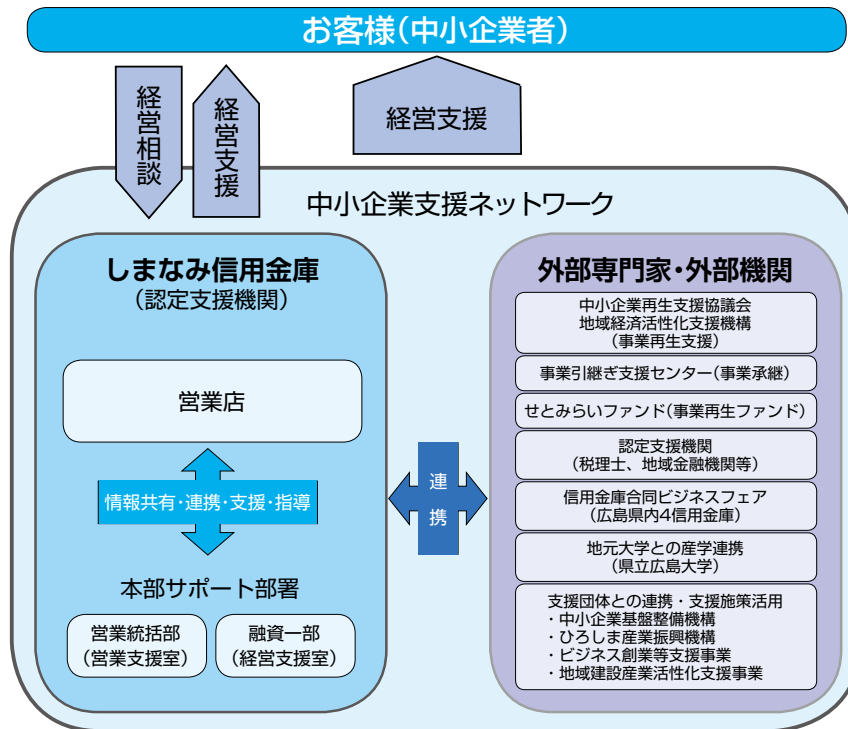 お客様（中小企業者）
経営相談
経営支援
経営支援
中小企業支援ネットワーク
しまなみ信用金庫
（認定支援機関）
営業店
情報共有・連携・支援・指導
本部サポート部署
営業統括部
（営業支援室）
融資一部
（経営支援室）
連携
外部専門家・外部機関
中小企業再生支援協議会
地域経済活性化支援機構
（事業再生支援）
事業引継ぎ支援センター（事業承継）
せとみらいファンド（事業再生ファンド）
認定支援機関
（税理士、地域金融機関等）
信用金庫合同ビジネスフェア
（広島県内4信用金庫）
地元大学との産学連携
（県立広島大学）
支援団体との連携・支援施策活用
・中小企業基盤整備機構
・ひろしま産業振興機構
・ビジネス創業等支援事業
・地域建設産業活性化支援事業